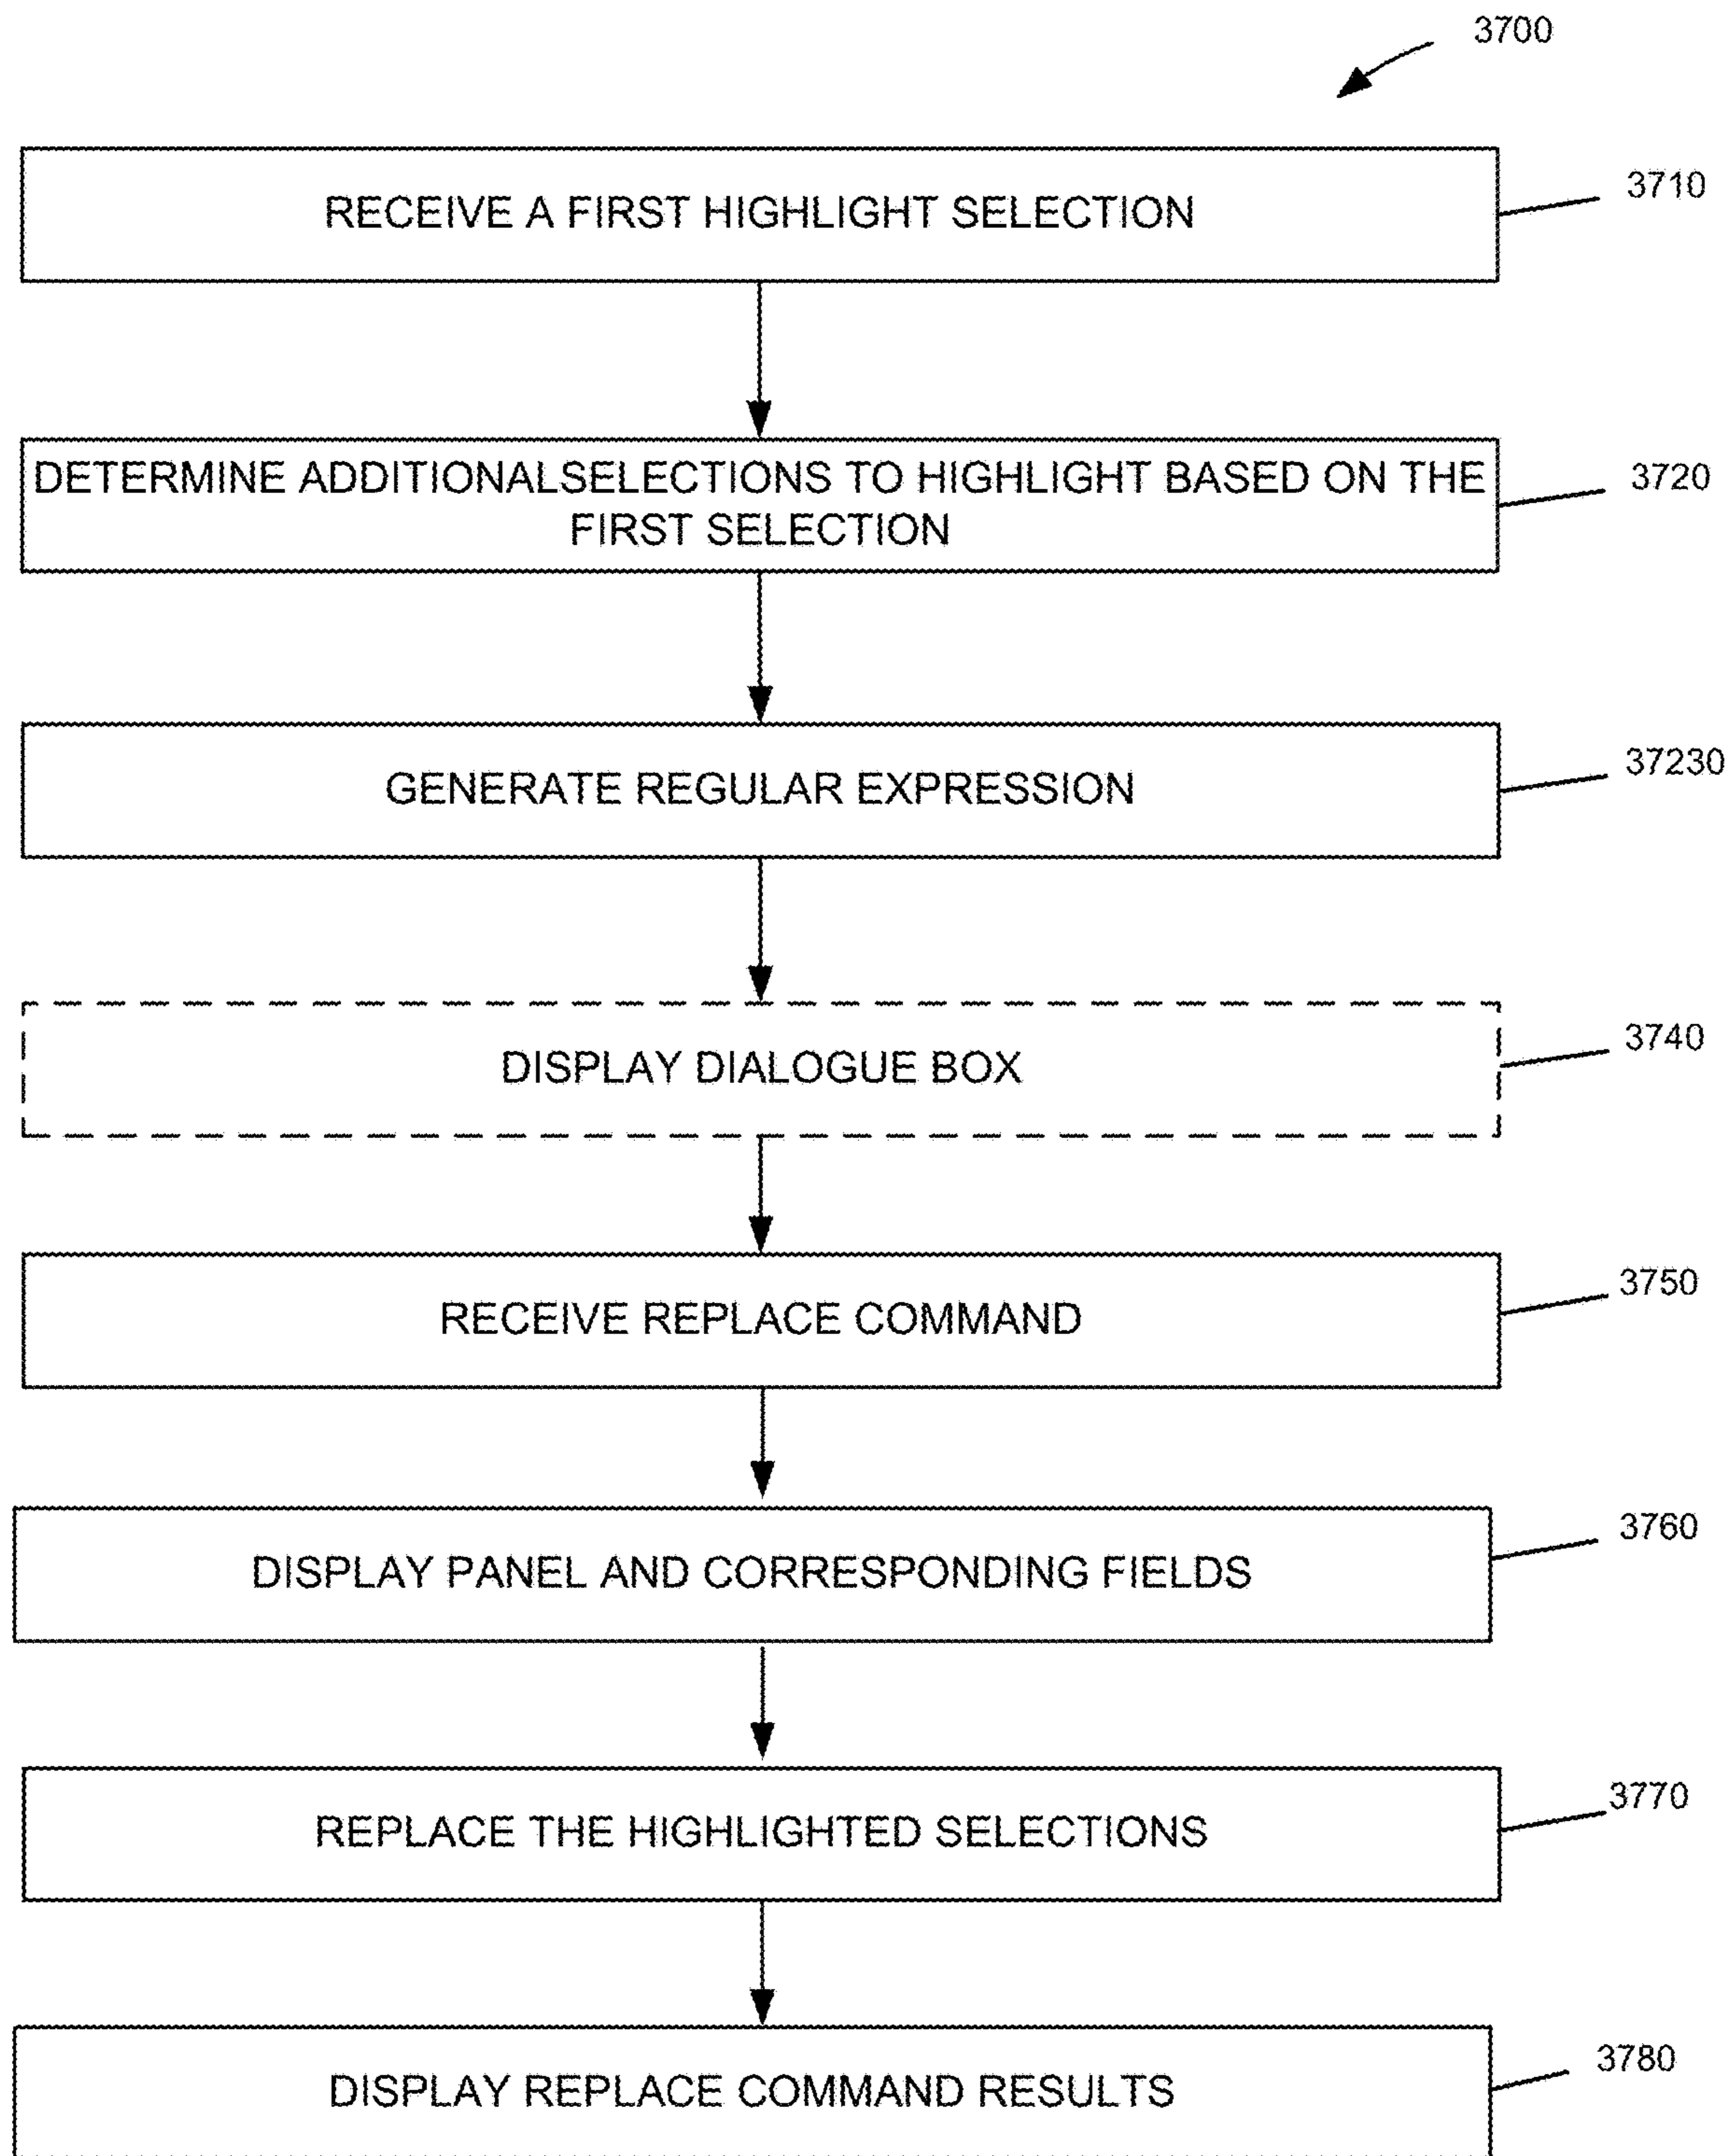 3700
RECEIVE A FIRST HIGHLIGHT SELECTION
3710
DETERMINE ADDITIONALSELECTIONS TO HIGHLIGHT BASED ON THE
FIRST SELECTION
3720
GENERATE REGULAR EXPRESSION
37230
DISPLAY DIALOGUE BOX
3740
RECEIVE REPLACE COMMAND
3750
DISPLAY PANEL AND CORRESPONDING FIELDS
3760
REPLACE THE HIGHLIGHTED SELECTIONS
3770
DISPLAY REPLACE COMMAND RESULTS
3780